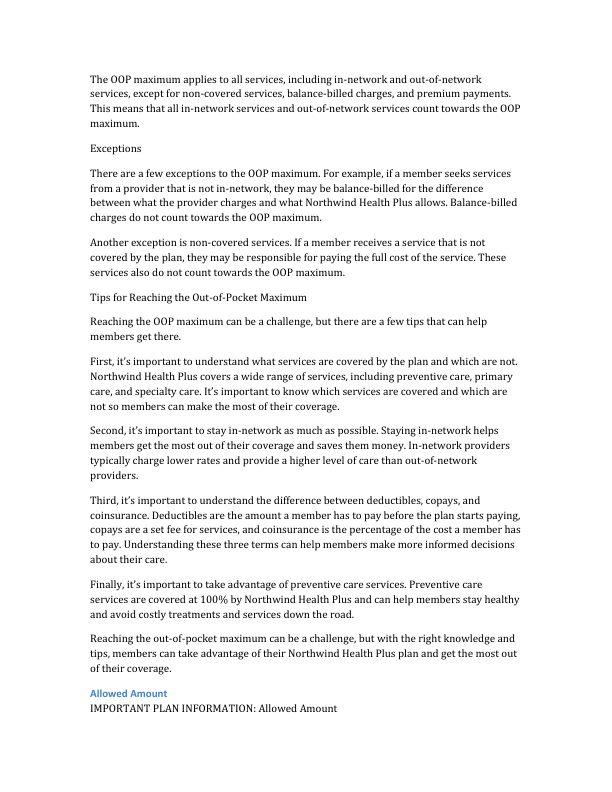 The OOP maximum applies to all services, including in-network and out-of-network
services, except for non-covered services, balance-billed charges, and premium payments.
This means that all in-network services and out-of-network services count towards the OOP
maximum.
Exceptions
There are a few exceptions to the OOP maximum. For example, if a member seeks services
from a provider that is not in-network, they may be balance-billed for the difference
between what the provider charges and what Northwind Health Plus allows. Balance-billed
charges do not count towards the OOP maximum.
Another exception is non-covered services. If a member receives a service that is not
covered by the plan, they may be responsible for paying the full cost of the service. These
services also do not count towards the OOP maximum.
Tips for Reaching the Out-of-Pocket Maximum
Reaching the OOP maximum can be a challenge, but there are a few tips that can help
members get there.
First, it’s important to understand what services are covered by the plan and which are not.
Northwind Health Plus covers a wide range of services, including preventive care, primary
care, and specialty care. It’s important to know which services are covered and which are
not so members can make the most of their coverage.
Second, it’s important to stay in-network as much as possible. Staying in-network helps
members get the most out of their coverage and saves them money. In-network providers
typically charge lower rates and provide a higher level of care than out-of-network
providers.
Third, it’s important to understand the difference between deductibles, copays, and
coinsurance. Deductibles are the amount a member has to pay before the plan starts paying,
copays are a set fee for services, and coinsurance is the percentage of the cost a member has
to pay. Understanding these three terms can help members make more informed decisions
about their care.
Finally, it’s important to take advantage of preventive care services. Preventive care
services are covered at 100% by Northwind Health Plus and can help members stay healthy
and avoid costly treatments and services down the road.
Reaching the out-of-pocket maximum can be a challenge, but with the right knowledge and
tips, members can take advantage of their Northwind Health Plus plan and get the most out
of their coverage.
Allowed Amount
IMPORTANT PLAN INFORMATION: Allowed Amount